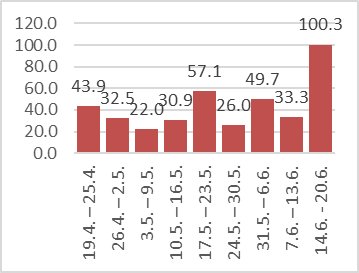 120.0
100.0
80.0
60.0
40.0
20.0
0.0
43.9
32.5
22.0
30.9
57.1
26.0
49.7
33.3
100.3
19.4. – 25.4.
26.4. – 2.5.
3.5. – 9.5.
10.5. – 16.5.
17.5. – 23.5.
24.5. – 30.5.
31.5. – 6.6.
7.6. – 13.6.
14.6. - 20.6.